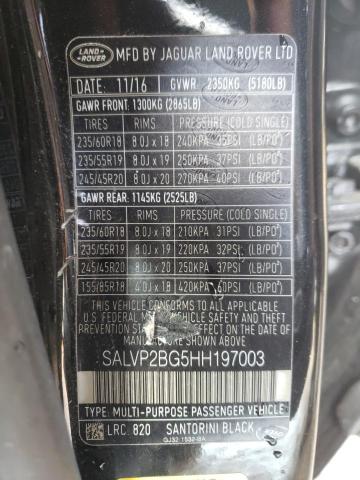 LAND ROVER
MFD BY JAGUAR LAND ROVER LTD
DATE: 11/16 GVWR 2350KG (5180LB)
GAWR FRONT: 1300KG (2865LB)
TIRES RIMS PRESSURE (COLD SINGLE)
235/60R18 8.0J x 18 240KPA 35PSI (LB/PO²)
235/55R19 8.0J x 19 250KPA 37PSI (LB/PO²)
245/45R20 8.0J x 20 270KPA 40PSI (LB/PO²)
GAWR REAR: 1145KG (2525LB)
TIRES RIMS PRESSURE (COLD SINGLE)
235/60R18 8.0J x 18 210KPA 31PSI (LB/PO²)
235/55R19 8.0J x 19 220KPA 32PSI (LB/PO²)
245/45R20 8.0J x 20 250KPA 37PSI (LB/PO²)
155/85R18 4.0J x 18 420KPA 60PSI (LB/PO²)
THIS VEHICLE CONFORMS TO ALL APPLICABLE
FEDERAL MOTOR VEHICLE SAFETY
STANDARDS IN EFFECT ON THE DATE OF
MANUFACTURE SHOWN ABOVE.
SALVP2BG5HH197003
TYPE: MULTI-PURPOSE PASSENGER VEHICLE
LRC: 820 SANTORINI BLACK
GJ32 1532-BA